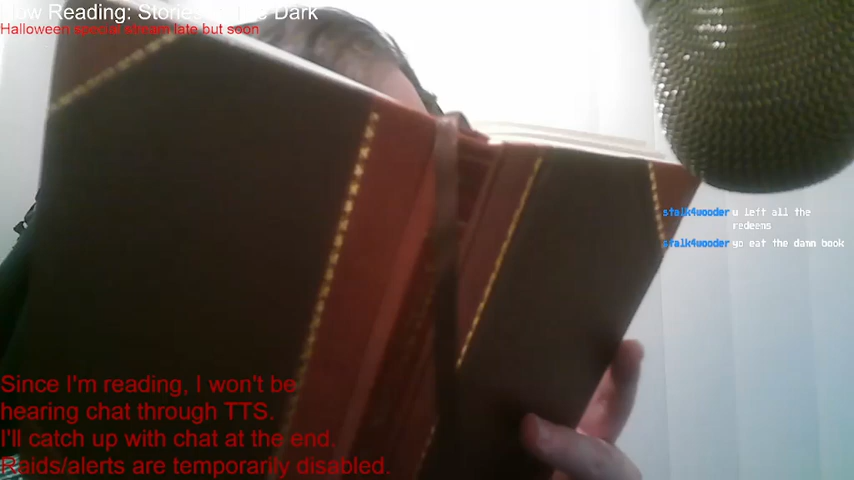 Now Reading: Stories Dark
Halloween special stream late but soon
stalk4wooder u left all the
redeems
stalk4wooder yo eat the damn book
Since I'm reading, I won't be
hearing chat through TTS.
I'll catch up with chat at the end.
Raids/alerts are temporarily disabled.